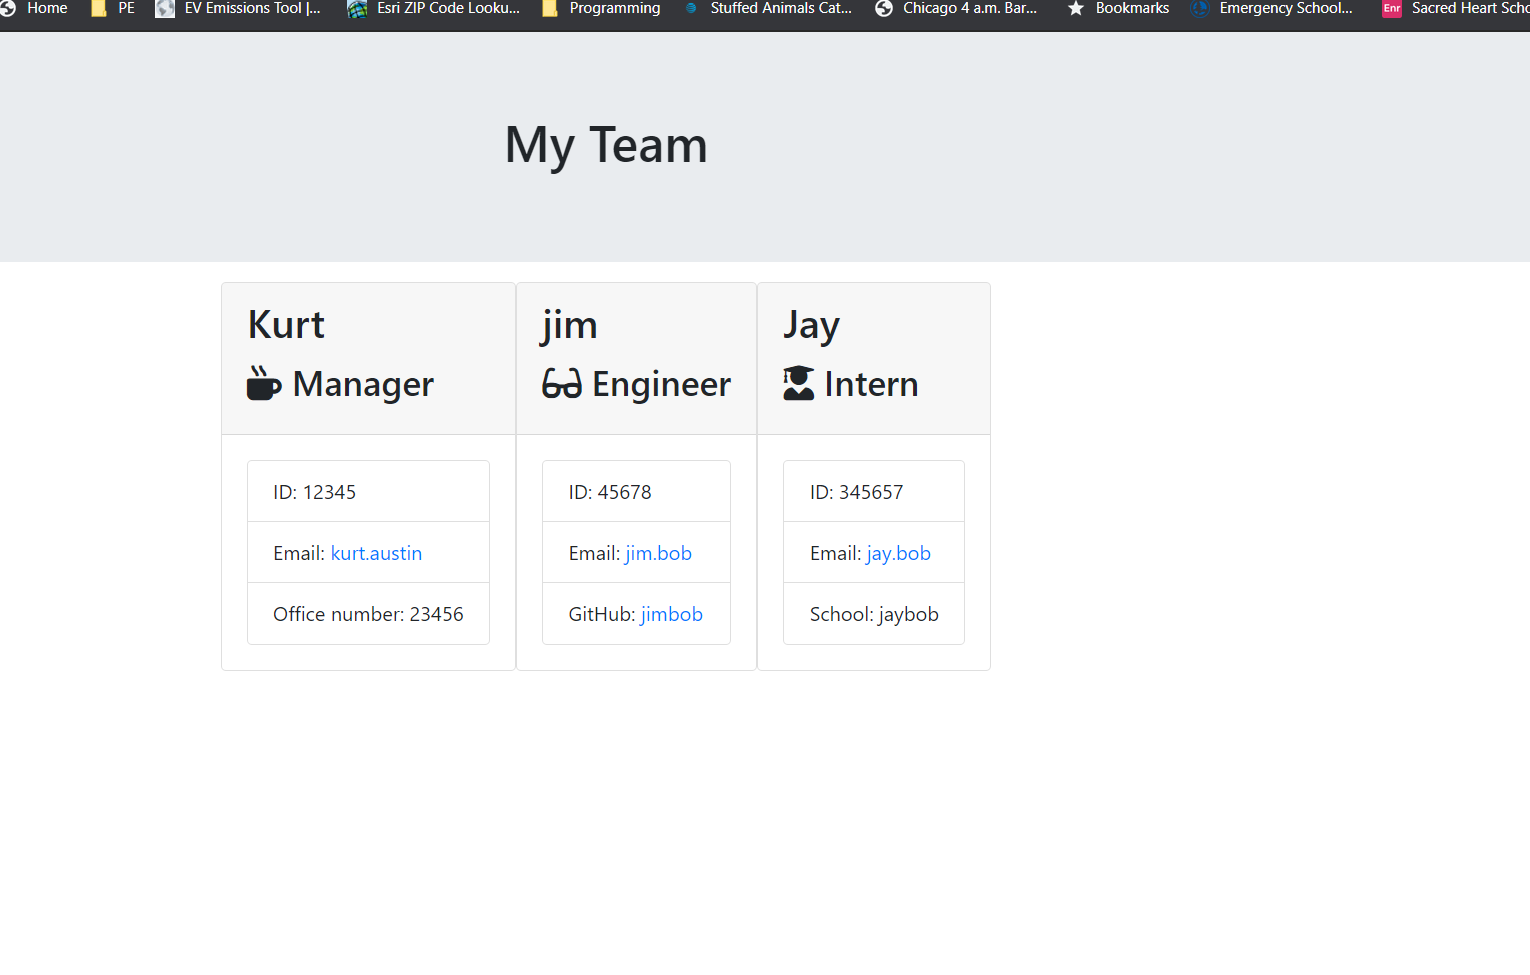 Home PE EV Emissions Tool |... Esri ZIP Code Looku... Programming Stuffed Animals Cat... Chicago 4 a.m. Bar... Bookmarks Emergency School... Enr Sacred Heart Scho
My Team
Kurt
Manager
ID: 12345
Email: kurt.austin
Office number: 23456
jim
Engineer
ID: 45678
Email: jim.bob
GitHub: jimbob
Jay
Intern
ID: 345657
Email: jay.bob
School: jaybob